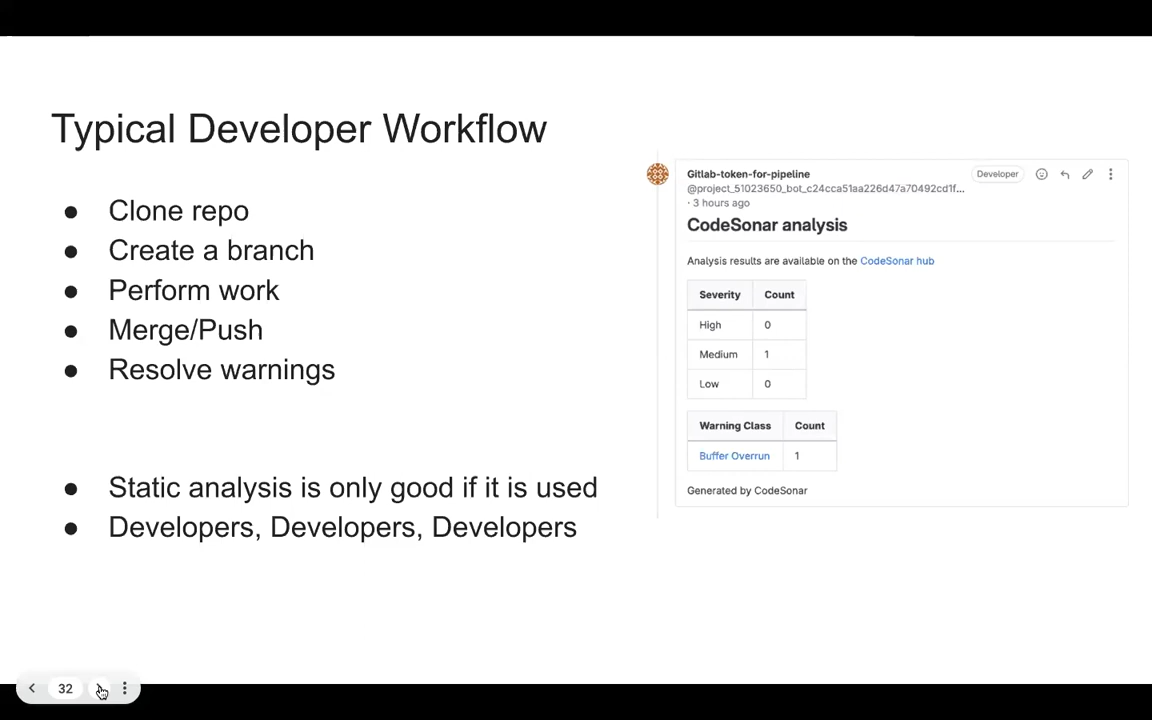 Typical Developer Workflow
● Clone repo
● Create a branch
● Perform work
● Merge/Push
● Resolve warnings
● Static analysis is only good if it is used
● Developers, Developers, Developers
Gitlab-token-for-pipeline
Developer
@project_51023650_bot_c24cca51aa226d47a70492cd1f...
· 3 hours ago
CodeSonar analysis
Analysis results are available on the CodeSonar hub
Severity Count
High 0
Medium 1
Low 0
Warning Class Count
Buffer Overrun 1
Generated by CodeSonar
32